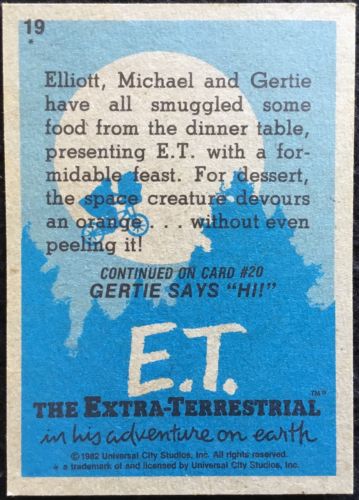 19
*
Elliott, Michael and Gertie
have all smuggled some
food from the dinner table,
presenting E.T. with a for-
midable feast. For dessert,
the space creature devours
an orange . . . without even
peeling it!
CONTINUED ON CARD #20
GERTIE SAYS "HI!"
E.T.
THE EXTRA-TERRESTRIAL
TM*
in his adventure on earth
© 1982 Universal City Studios, Inc. All rights reserved.
* a trademark of and licensed by Universal City Studios, Inc.